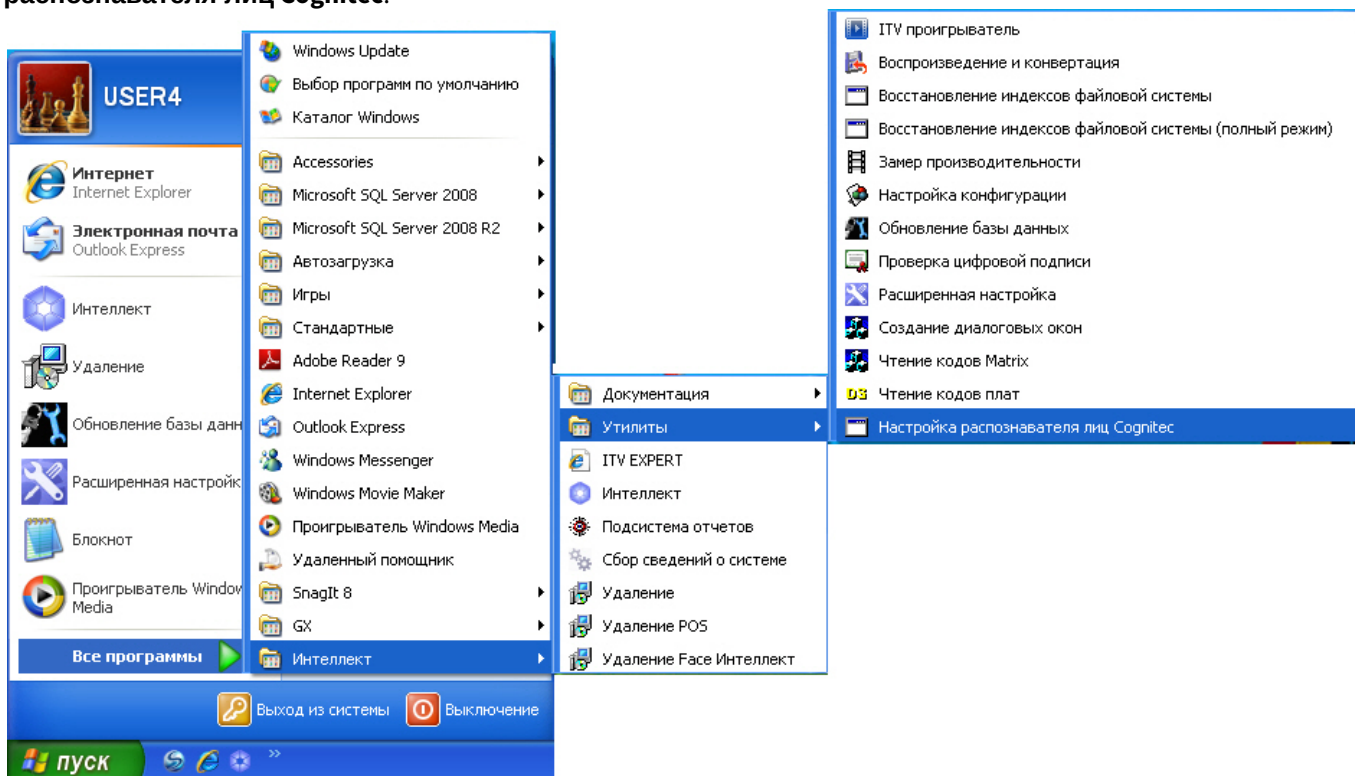 распознавателя лиц Cognitec.
USER4
Интернет
Internet Explorer
Электронная почта
Outlook Express
Интеллект
Удаление
Обновление базы данн
Расширенная настройк
Блокнот
Проигрыватель Window
Media
Все программы
Windows Update
Выбор программ по умолчанию
Каталог Windows
Accessories
Microsoft SQL Server 2008
Microsoft SQL Server 2008 R2
Автозагрузка
Игры
Стандартные
Adobe Reader 9
Internet Explorer
Outlook Express
Windows Messenger
Windows Movie Maker
Проигрыватель Windows Media
Удаленный помощник
SnagIt 8
GX
Интеллект
Документация
Утилиты
ITV EXPERT
Интеллект
Подсистема отчетов
Сбор сведений о системе
Удаление
Удаление POS
Удаление Face Интеллект
ITV проигрыватель
Воспроизведение и конвертация
Восстановление индексов файловой системы
Восстановление индексов файловой системы (полный режим)
Замер производительности
Настройка конфигурации
Обновление базы данных
Проверка цифровой подписи
Расширенная настройка
Создание диалоговых окон
Чтение кодов Matrix
Чтение кодов плат
Настройка распознавателя лиц Cognitec
Выход из системы
Выключение
пуск